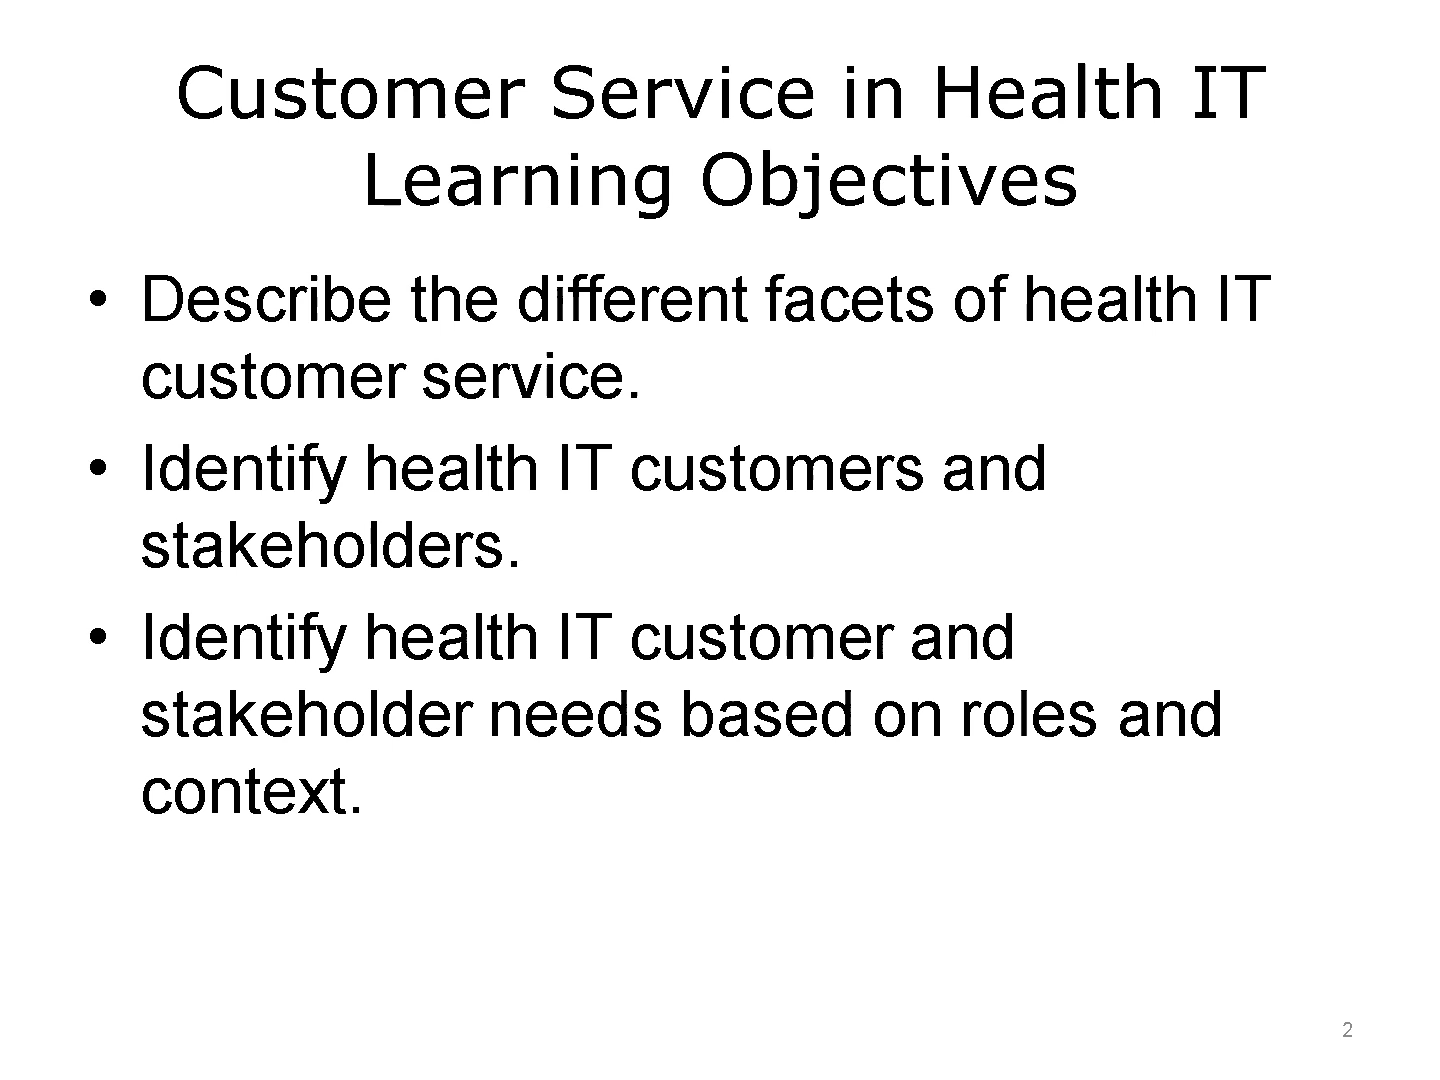 Customer Service in Health IT
Learning Objectives
• Describe the different facets of health IT
customer service.
• Identify health IT customers and
stakeholders.
• Identify health IT customer and
stakeholder needs based on roles and
context.
2